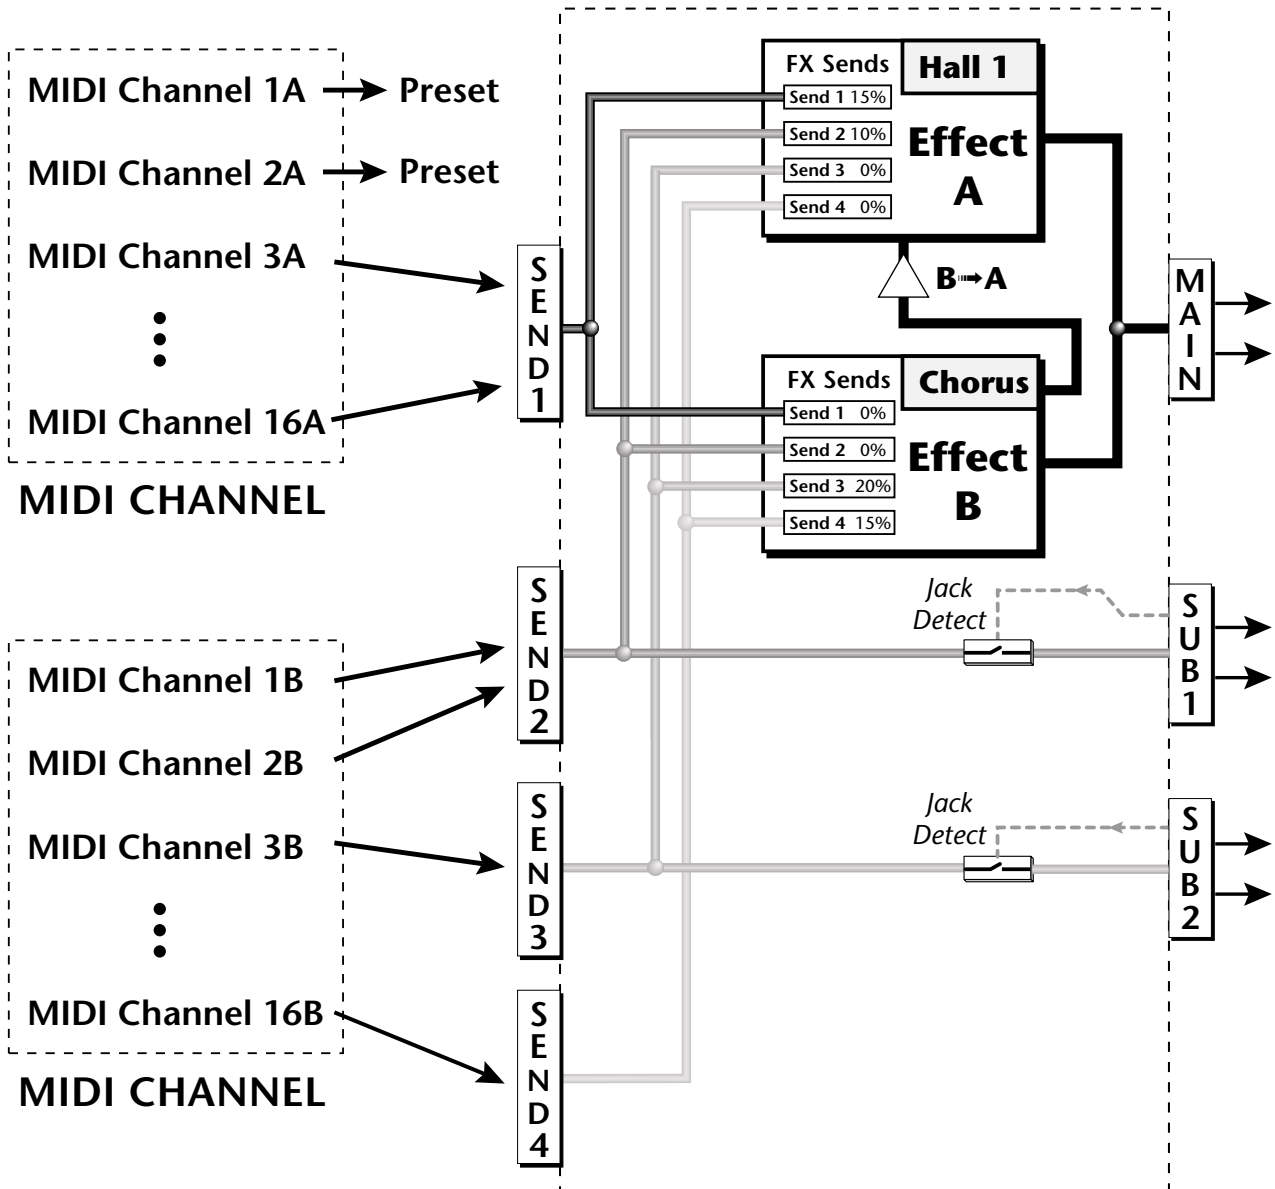 MIDI Channel 1A
Preset
MIDI Channel 2A
Preset
MIDI Channel 3A
MIDI Channel 16A
MIDI CHANNEL
SEND1
FX Sends
Hall 1
Send 1 15%
Send 2 10%
Send 3 0%
Send 4 0%
Effect
A
B➟A
FX Sends
Chorus
Send 1 0%
Send 2 0%
Send 3 20%
Send 4 15%
Effect
B
MAIN
MIDI Channel 1B
MIDI Channel 2B
MIDI Channel 3B
MIDI Channel 16B
MIDI CHANNEL
SEND2
Jack
Detect
SUB1
SEND3
Jack
Detect
SUB2
SEND4